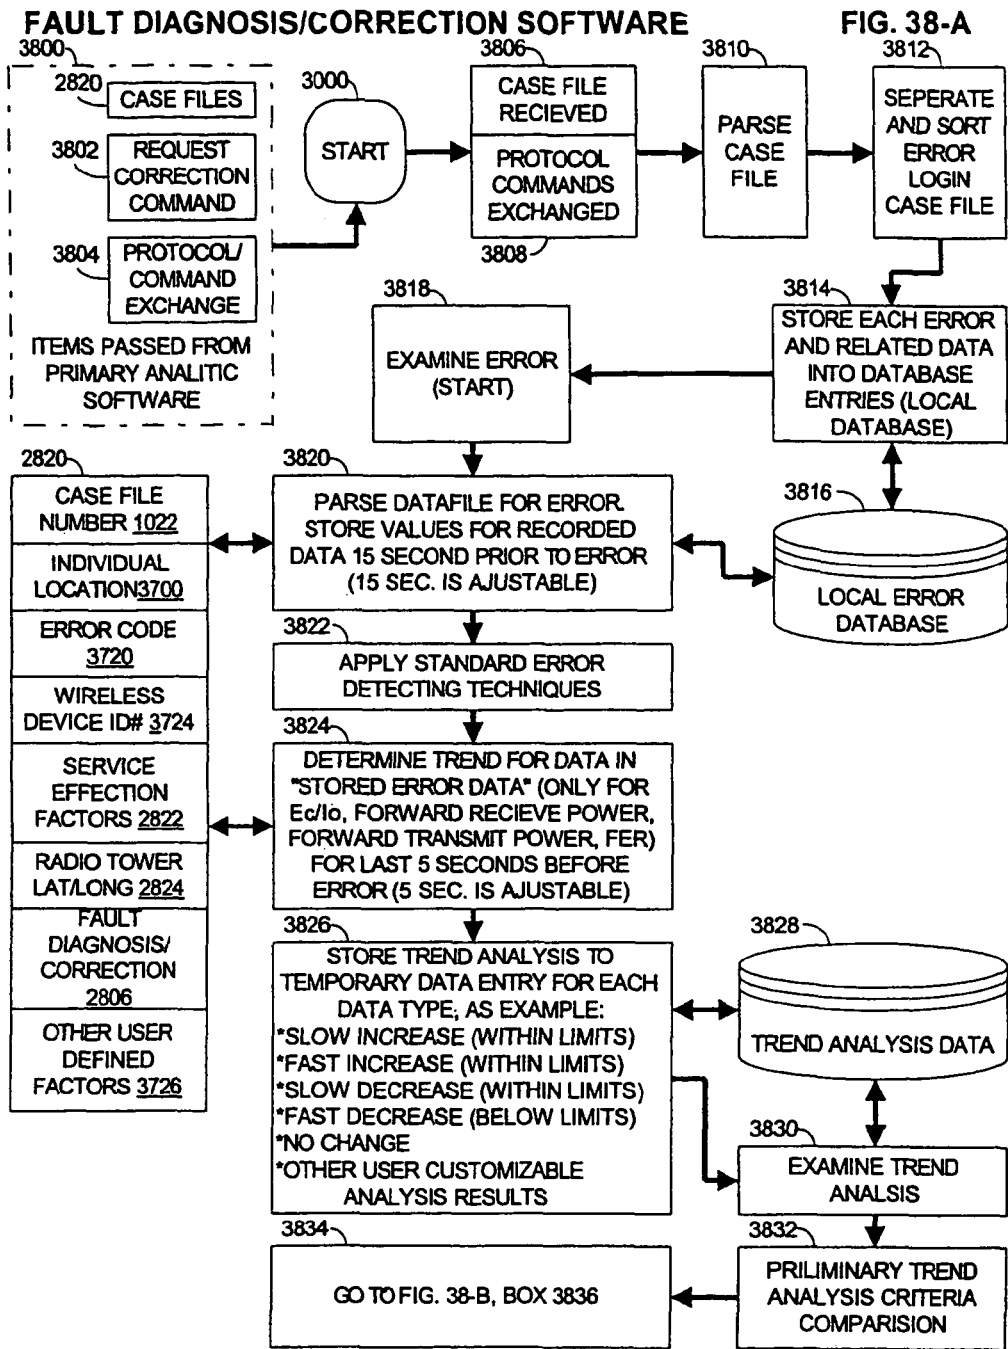 FAULT DIAGNOSIS/CORRECTION SOFTWARE
FIG. 38-A
3800
2820
CASE FILES
3802
REQUEST
CORRECTION
COMMAND
3804
PROTOCOL/
COMMAND
EXCHANGE
ITEMS PASSED FROM
PRIMARY ANALITIC
SOFTWARE
3000
START
3806
CASE FILE
RECIEVED
PROTOCOL
COMMANDS
EXCHANGED
3808
3810
PARSE
CASE
FILE
3812
SEPERATE
AND SORT
ERROR
LOGIN
CASE FILE
3814
STORE EACH ERROR
AND RELATED DATA
INTO DATABASE
ENTRIES (LOCAL
DATABASE)
3816
LOCAL ERROR
DATABASE
3818
EXAMINE ERROR
(START)
2820
CASE FILE
NUMBER 1022
INDIVIDUAL
LOCATION3700
ERROR CODE
3720
WIRELESS
DEVICE ID# 3724
SERVICE
EFFECTION
FACTORS 2822
RADIO TOWER
LAT/LONG 2824
FAULT
DIAGNOSIS/
CORRECTION
2806
OTHER USER
DEFINED
FACTORS 3726
3820
PARSE DATAFILE FOR ERROR.
STORE VALUES FOR RECORDED
DATA 15 SECOND PRIOR TO ERROR
(15 SEC. IS AJUSTABLE)
3822
APPLY STANDARD ERROR
DETECTING TECHNIQUES
3824
DETERMINE TREND FOR DATA IN
"STORED ERROR DATA" (ONLY FOR
Ec/Io, FORWARD RECIEVE POWER,
FORWARD TRANSMIT POWER, FER)
FOR LAST 5 SECONDS BEFORE
ERROR (5 SEC. IS AJUSTABLE)
3826
STORE TREND ANALYSIS TO
TEMPORARY DATA ENTRY FOR EACH
DATA TYPE, AS EXAMPLE:
*SLOW INCREASE (WITHIN LIMITS)
*FAST INCREASE (WITHIN LIMITS)
*SLOW DECREASE (WITHIN LIMITS)
*FAST DECREASE (BELOW LIMITS)
*NO CHANGE
*OTHER USER CUSTOMIZABLE
ANALYSIS RESULTS
3828
TREND ANALYSIS DATA
3830
EXAMINE TREND
ANALSIS
3832
PRILIMINARY TREND
ANALYSIS CRITERIA
COMPARISION
3834
GO TO FIG. 38-B, BOX 3836